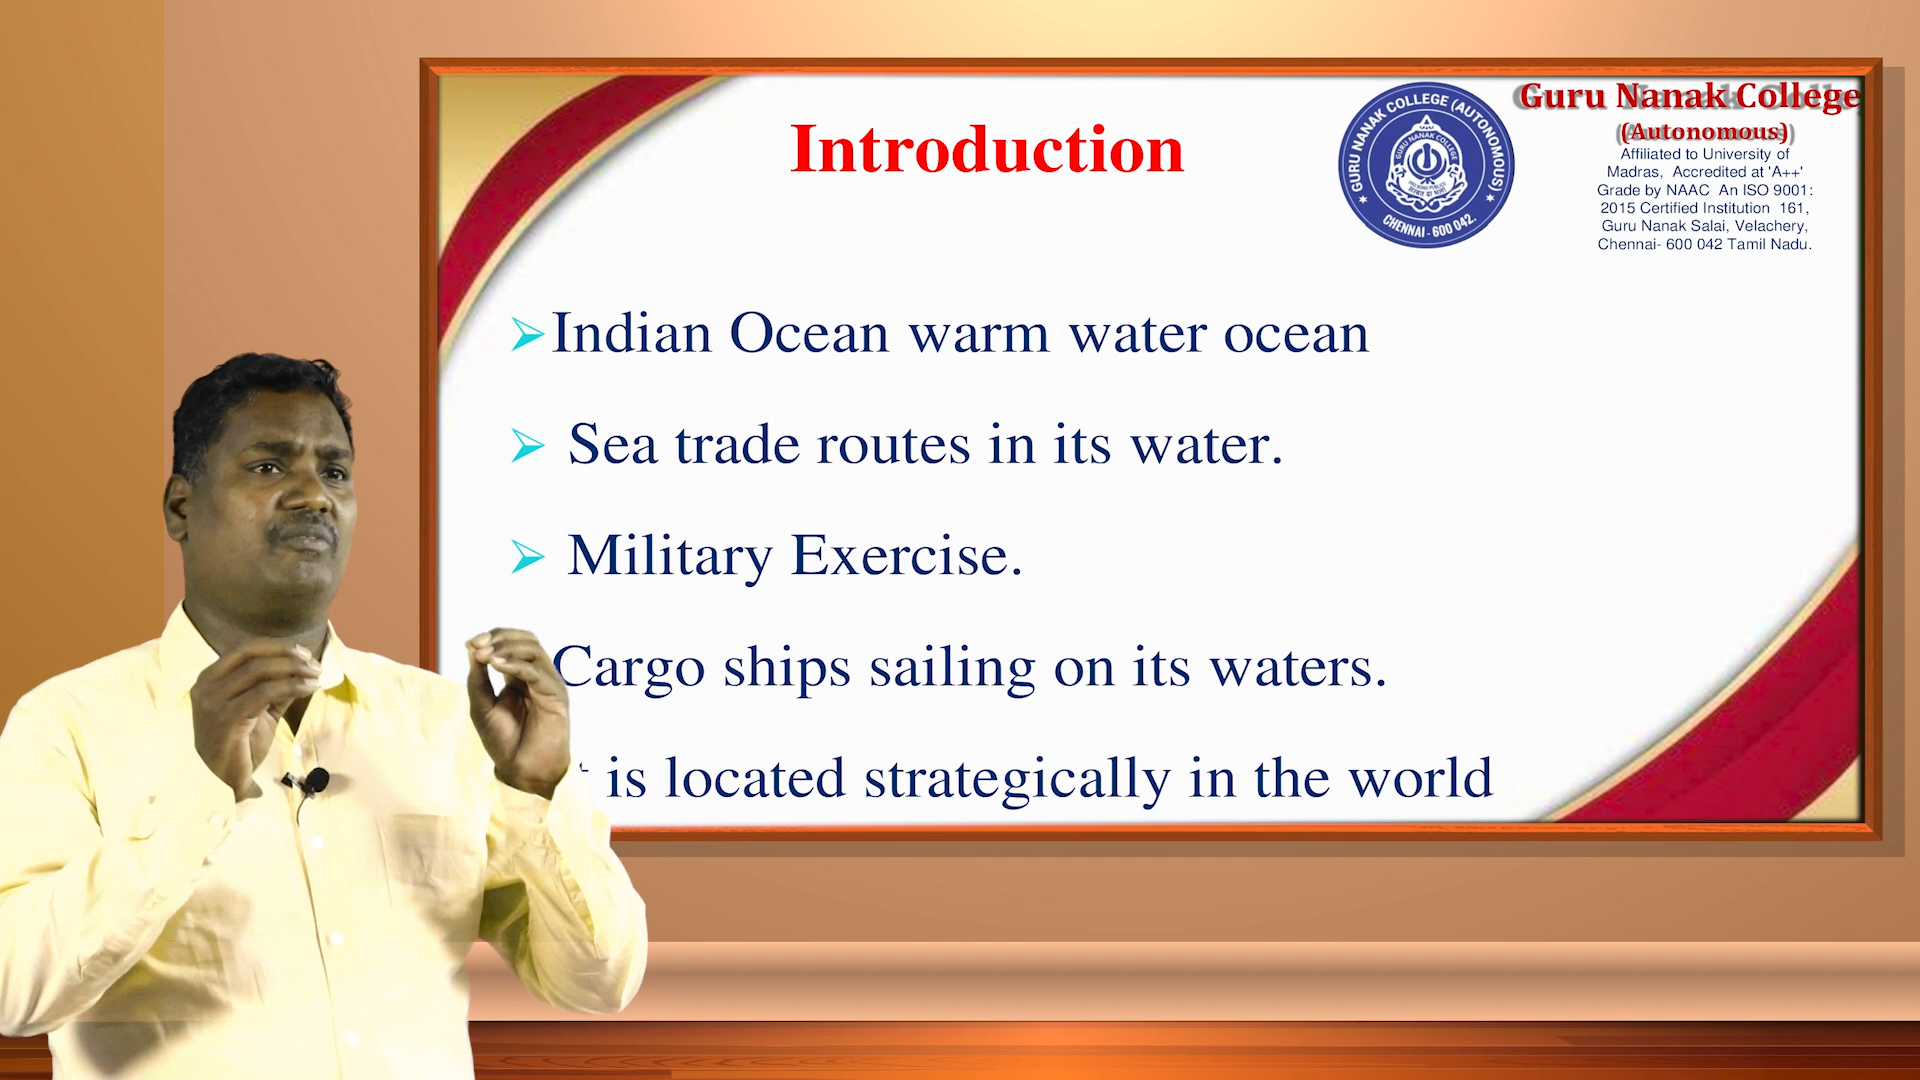 Introduction
GURU NANAK COLLEGE (AUTONOMOUS)
GURU NANAK COLLEGE
CHENNAI - 600 042.
Guru Nanak College
(Autonomous)
Affiliated to University of
Madras, Accredited at 'A++'
Grade by NAAC An ISO 9001:
2015 Certified Institution 161,
Guru Nanak Salai, Velachery,
Chennai- 600 042 Tamil Nadu.
Indian Ocean warm water ocean
Sea trade routes in its water.
Military Exercise.
Cargo ships sailing on its waters.
is located strategically in the world